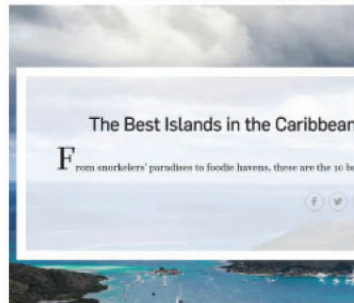 The Best Islands in the Caribbean
From snorkelers' paradises to foodie havens, these are the 10